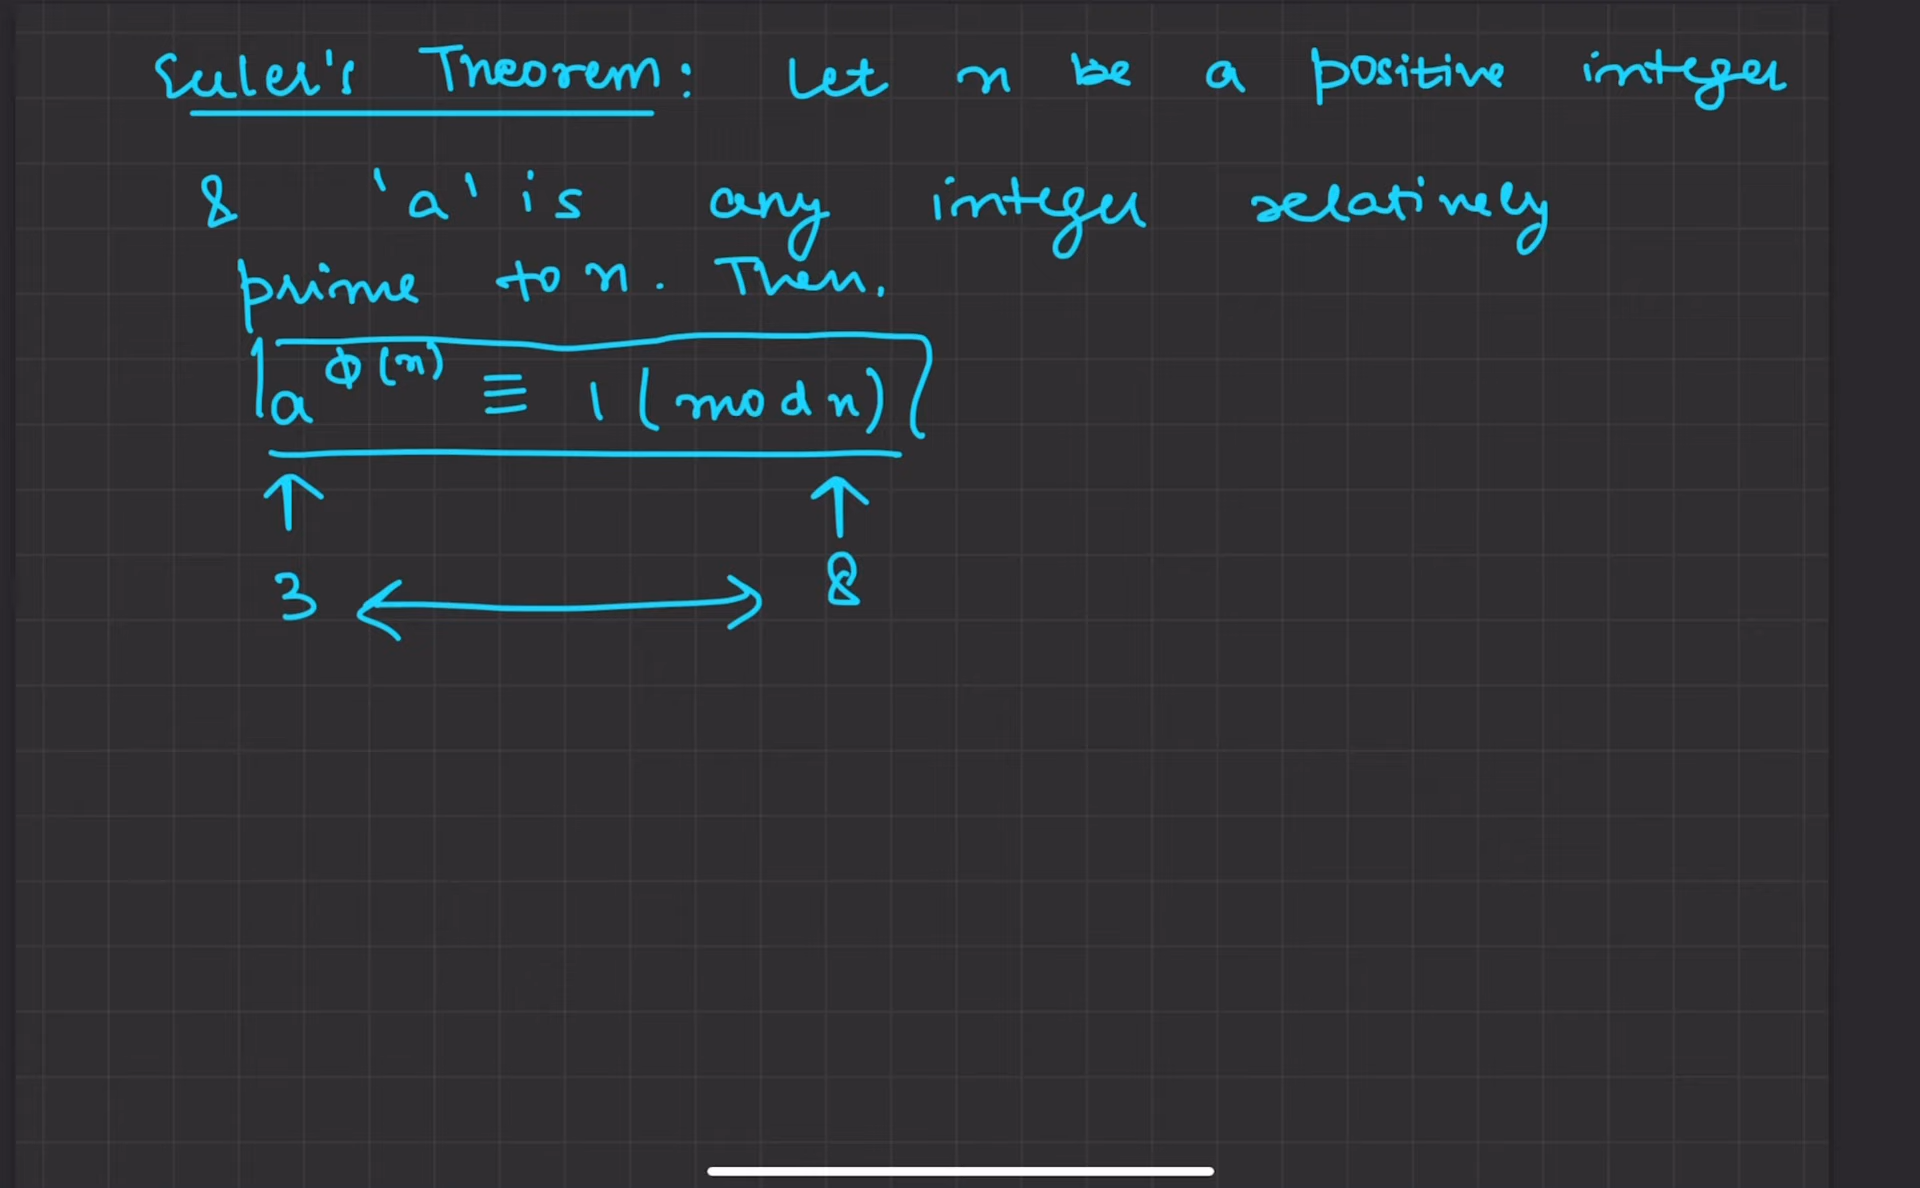 Euler's Theorem: Let n be a positive integer
& 'a' is any integer relatively
prime to n. Then,
a^ϕ(n) ≡ 1 (mod n)
↑ ↑
3 ↔ 8